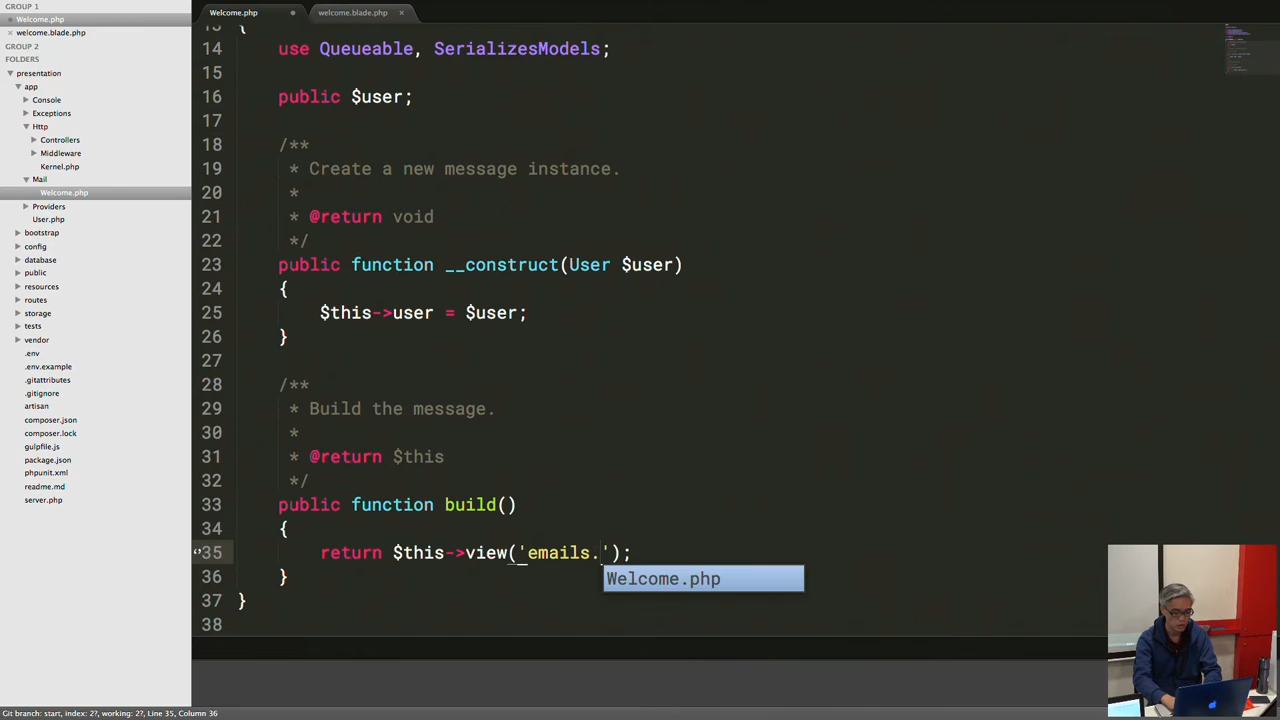 GROUP 1
Welcome.php
welcome.blade.php
GROUP 2
FOLDERS
presentation
app
Console
Exceptions
Http
Controllers
Middleware
Kernel.php
Mail
Welcome.php
Providers
User.php
bootstrap
config
database
public
resources
routes
storage
tests
vendor
.env
.env.example
.gitattributes
.gitignore
artisan
composer.json
composer.lock
gulpfile.js
package.json
phpunit.xml
readme.md
server.php
Welcome.php
welcome.blade.php
13 {
14 use Queueable, SerializesModels;
15
16 public $user;
17
18 /**
19 * Create a new message instance.
20 *
21 * @return void
22 */
23 public function __construct(User $user)
24 {
25 $this->user = $user;
26 }
27
28 /**
29 * Build the message.
30 *
31 * @return $this
32 */
33 public function build()
34 {
35 return $this->view('emails.');
Welcome.php
36 }
37 }
38
Git branch: start, index: 2?, working: 2?, Line 35, Column 36